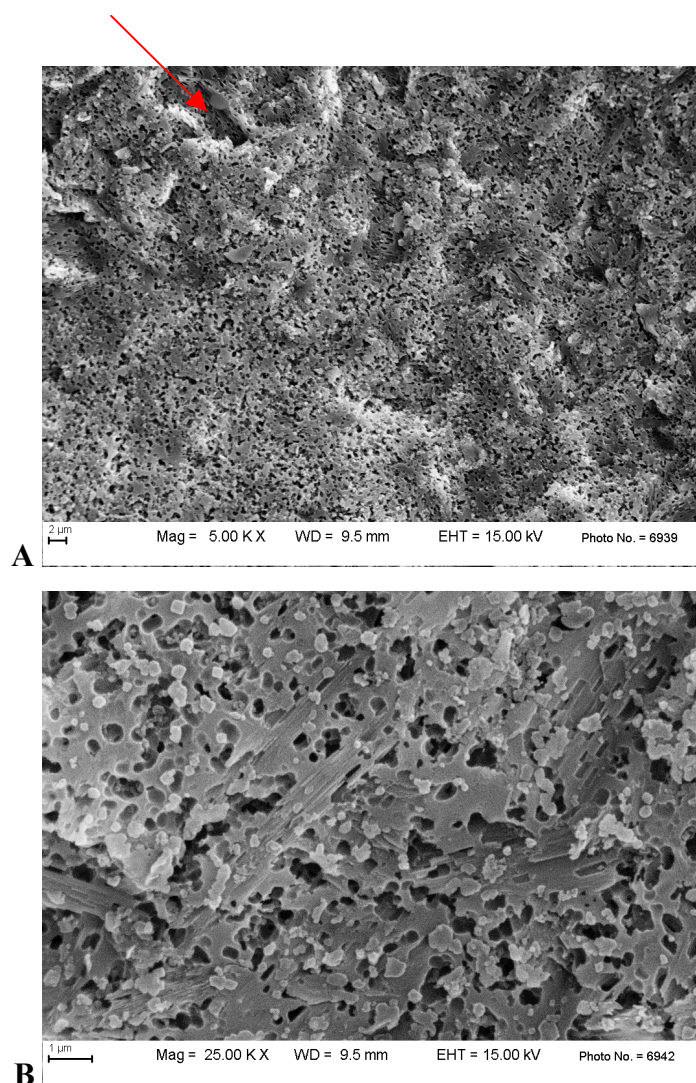 2 µm
Mag = 5.00 K X WD = 9.5 mm EHT = 15.00 kV Photo No. = 6939
A
1 µm
Mag = 25.00 K X WD = 9.5 mm EHT = 15.00 kV Photo No. = 6942
B